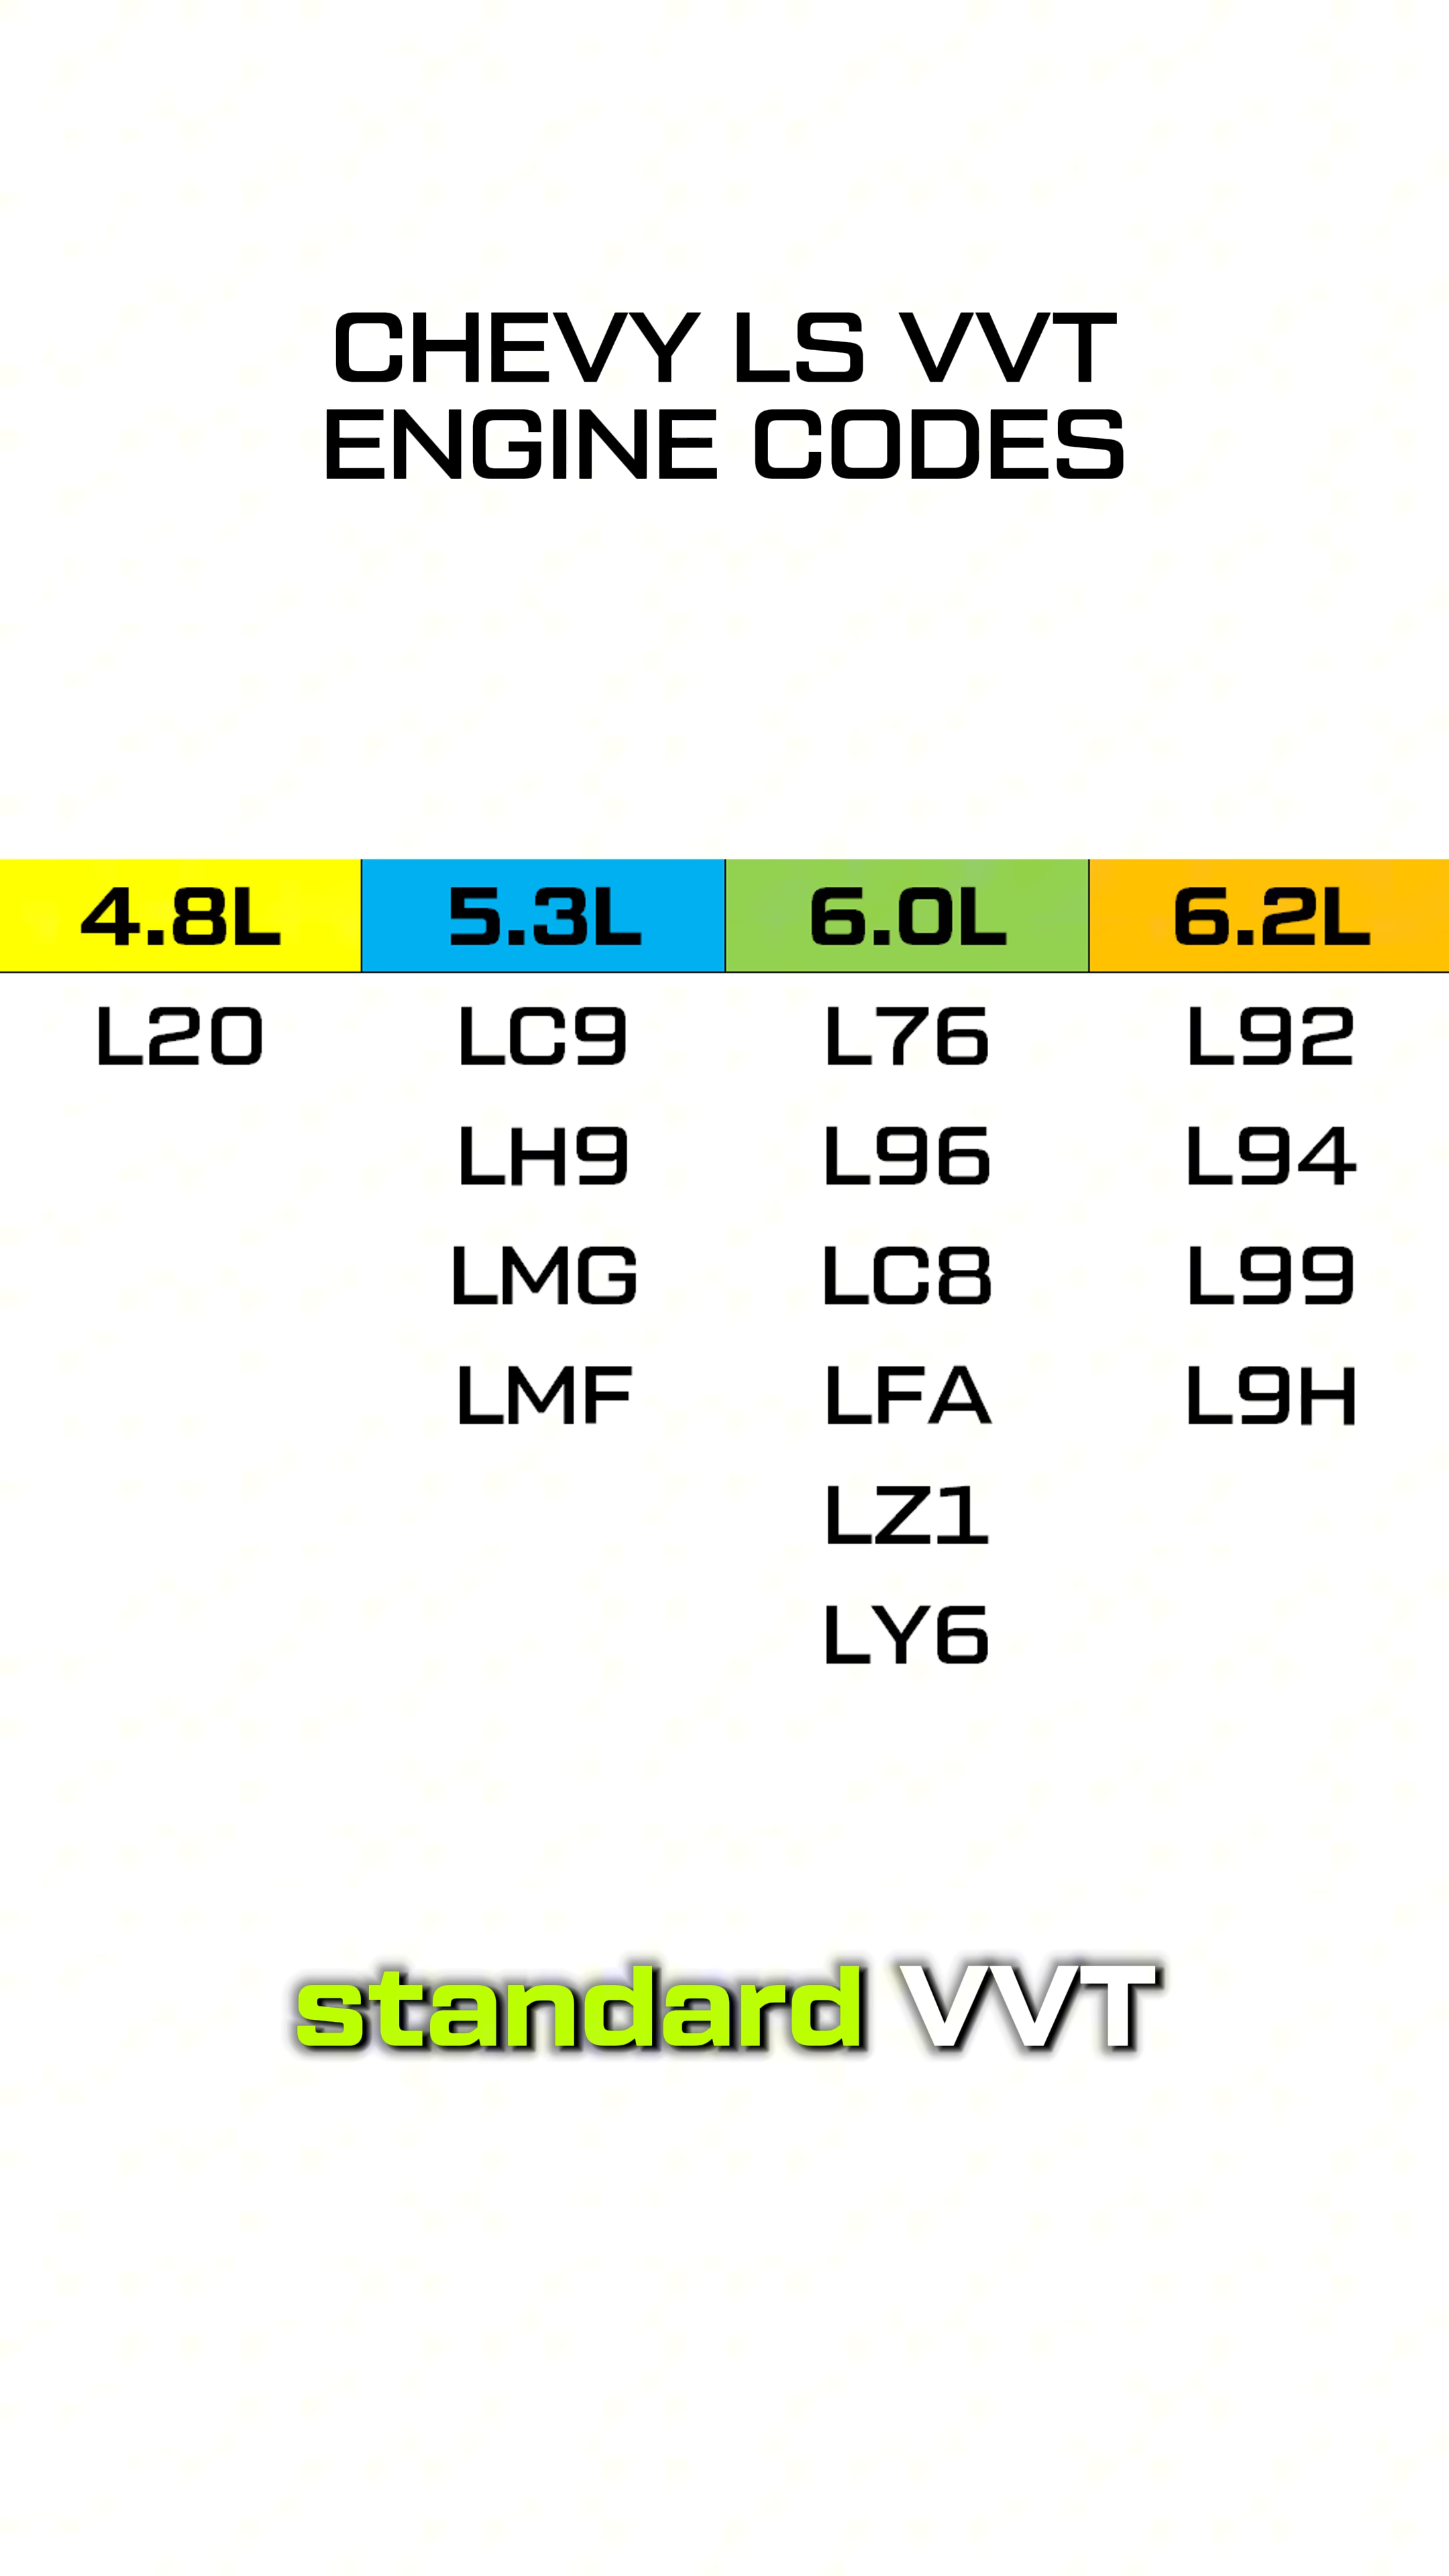 CHEVY LS VVT
ENGINE CODES
4.8L 5.3L 6.0L 6.2L
L20 LC9 L76 L92
LH9 L96 L94
LMG LC8 L99
LMF LFA L9H
LZ1
LY6
standard VVT